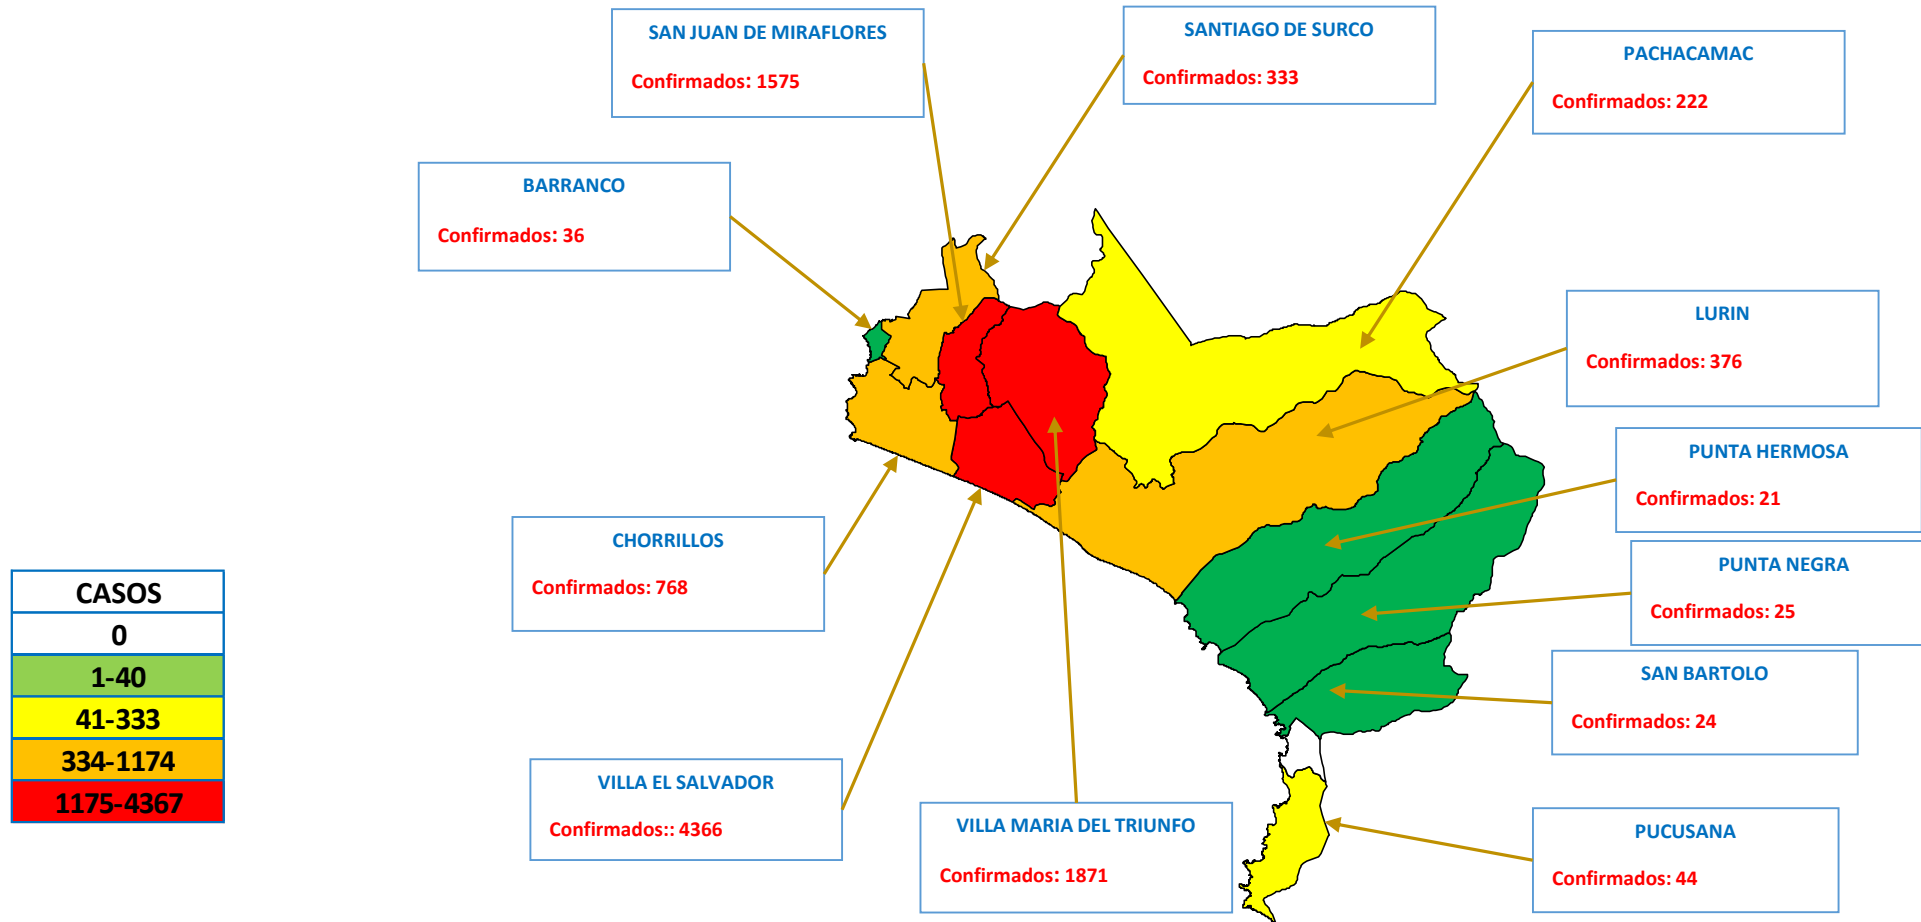 SAN JUAN DE MIRAFLORES
Confirmados: 1575
SANTIAGO DE SURCO
Confirmados: 333
PACHACAMAC
Confirmados: 222
BARRANCO
Confirmados: 36
LURIN
Confirmados: 376
PUNTA HERMOSA
Confirmados: 21
CHORRILLOS
Confirmados: 768
PUNTA NEGRA
Confirmados: 25
SAN BARTOLO
Confirmados: 24
VILLA EL SALVADOR
Confirmados:: 4366
VILLA MARIA DEL TRIUNFO
Confirmados: 1871
PUCUSANA
Confirmados: 44
CASOS
0
1-40
41-333
334-1174
1175-4367